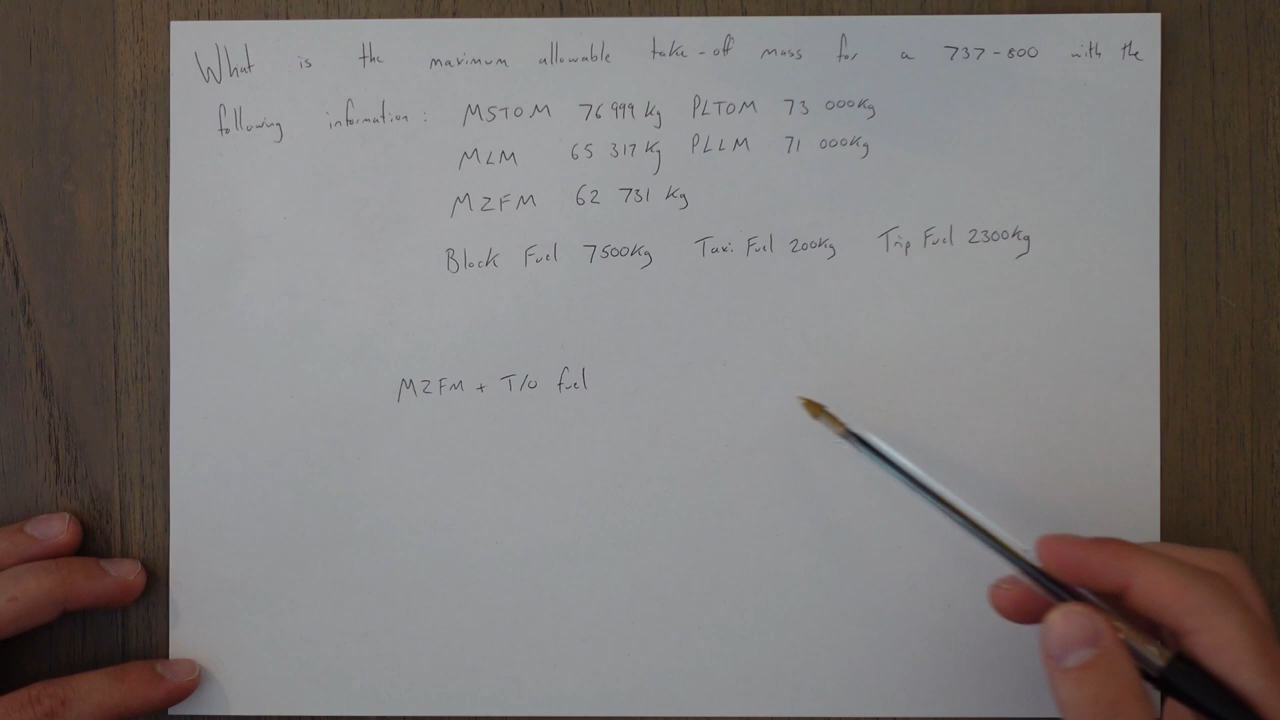 What is the maximum allowable take-off mass for a 737-800 with the
following information: MSTOM 76 999 Kg PLTOM 73 000Kg
MLM 65 317 Kg PLLM 71 000Kg
MZFM 62 731 Kg
Block Fuel 7500Kg Taxi Fuel 200Kg Trip Fuel 2300Kg
MZFM + T/O fuel